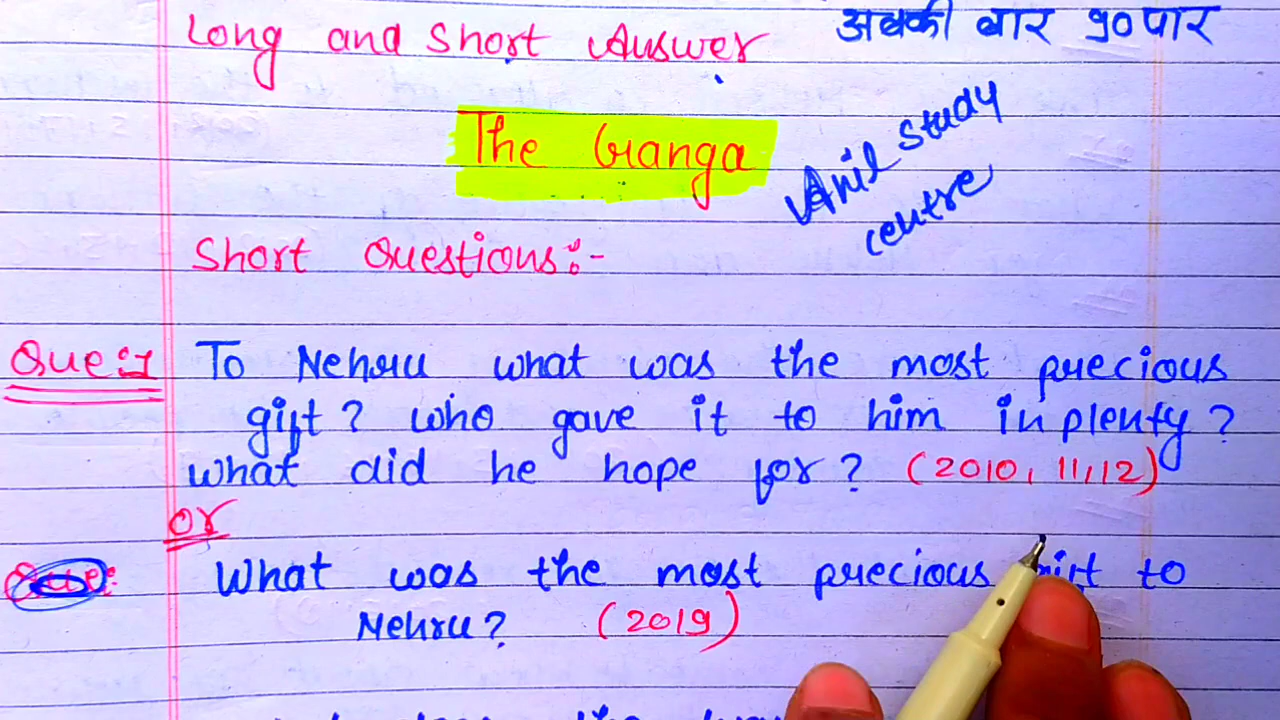 Long and Short Answer
अबकी बार 90 पार
The Ganga
Anil study
centre
Short Questions:-
Que:1 To Nehru what was the most precious
gift? who gave it to him in plenty?
what did he hope for? (2010, 11,12)
or
What was the most precious gift to
Nehru? (2019)
the